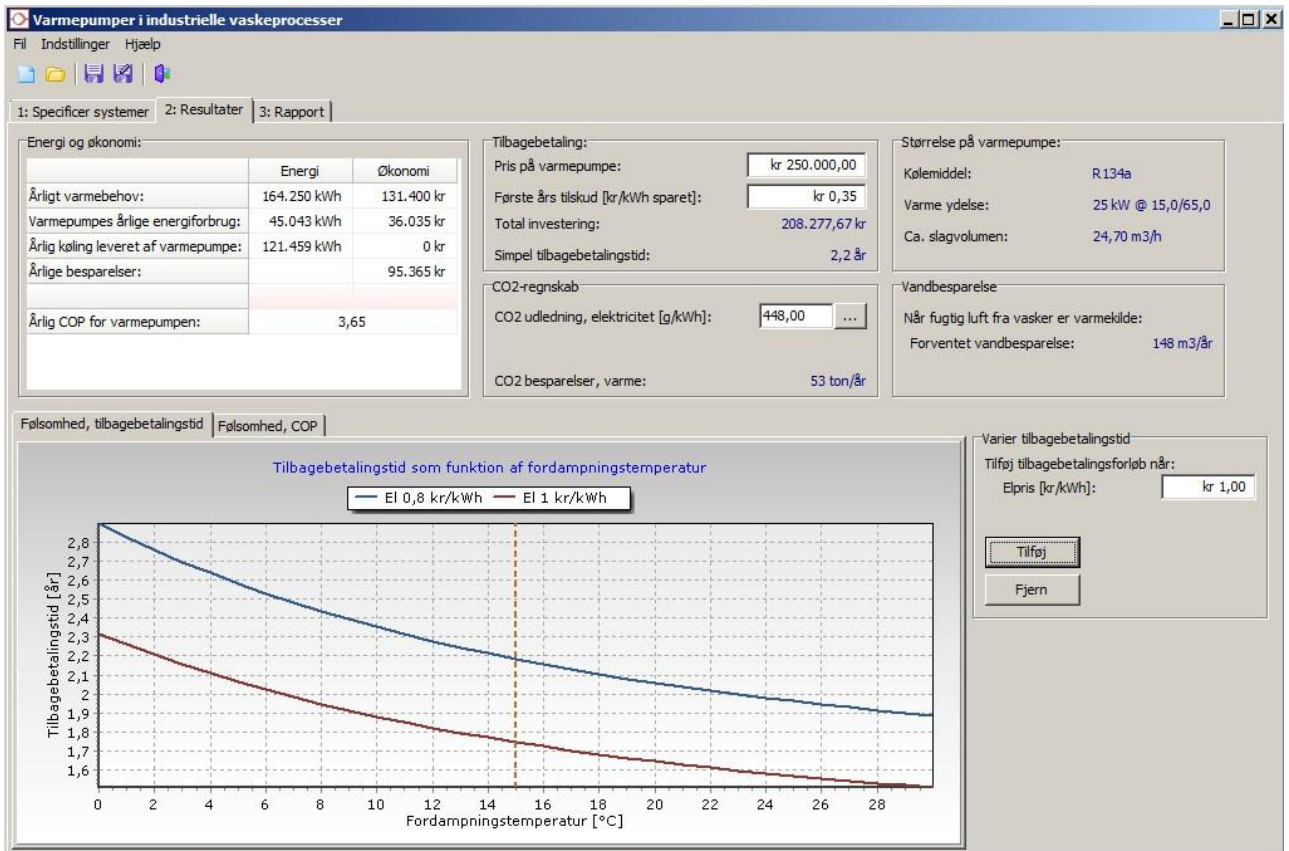 Varmepumper i industrielle vaskeprocesser
Fil Indstillinger Hjælp
1: Specificer systemer 2: Resultater 3: Rapport
Energi og økonomi:
Energi Økonomi
Årligt varmebehov: 164.250 kWh 131.400 kr
Varmepumpes årlige energiforbrug: 45.043 kWh 36.035 kr
Årlig køling leveret af varmepumpe: 121.459 kWh 0 kr
Årlige besparelser: 95.365 kr
Årlig COP for varmepumpen: 3,65
Tilbagebetaling:
Pris på varmepumpe: kr 250.000,00
Første års tilskud [kr/kWh sparet]: kr 0,35
Total investering: 208.277,67 kr
Simpel tilbagebetalingstid: 2,2 år
CO2-regnskab
CO2 udledning, elektricitet [g/kWh]: 448,00 ...
CO2 besparelser, varme: 53 ton/år
Størrelse på varmepumpe:
Kølemiddel: R134a
Varme ydelse: 25 kW @ 15,0/65,0
Ca. slagvolumen: 24,70 m3/h
Vandbesparelse
Når fugtig luft fra vasker er varmekilde:
Forventet vandbesparelse: 148 m3/år
Følsomhed, tilbagebetalingstid Følsomhed, COP
Tilbagebetalingstid som funktion af fordampningstemperatur
El 0,8 kr/kWh El 1 kr/kWh
Tilbagebetalingstid [år]
2,8
2,7
2,6
2,5
2,4
2,3
2,2
2,1
2
1,9
1,8
1,7
1,6
0 2 4 6 8 10 12 14 16 18 20 22 24 26 28
Fordampningstemperatur [°C]
Varier tilbagebetalingstid
Tilføj tilbagebetalingsforløb når:
Elpris [kr/kWh]: kr 1,00
Tilføj
Fjern